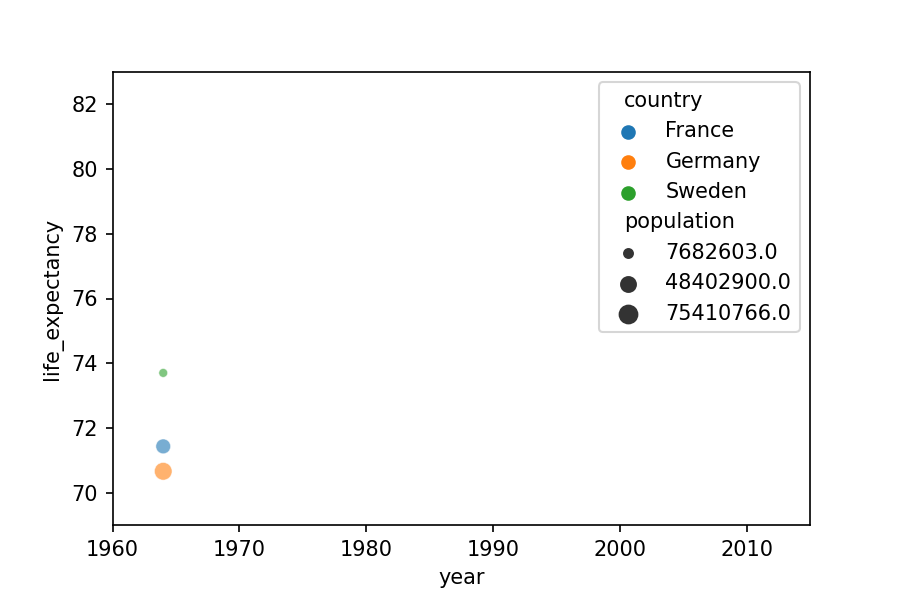 82
80
78
76
74
72
70
life_expectancy
country
France
Germany
Sweden
population
7682603.0
48402900.0
75410766.0
1960 1970 1980 1990 2000 2010
year